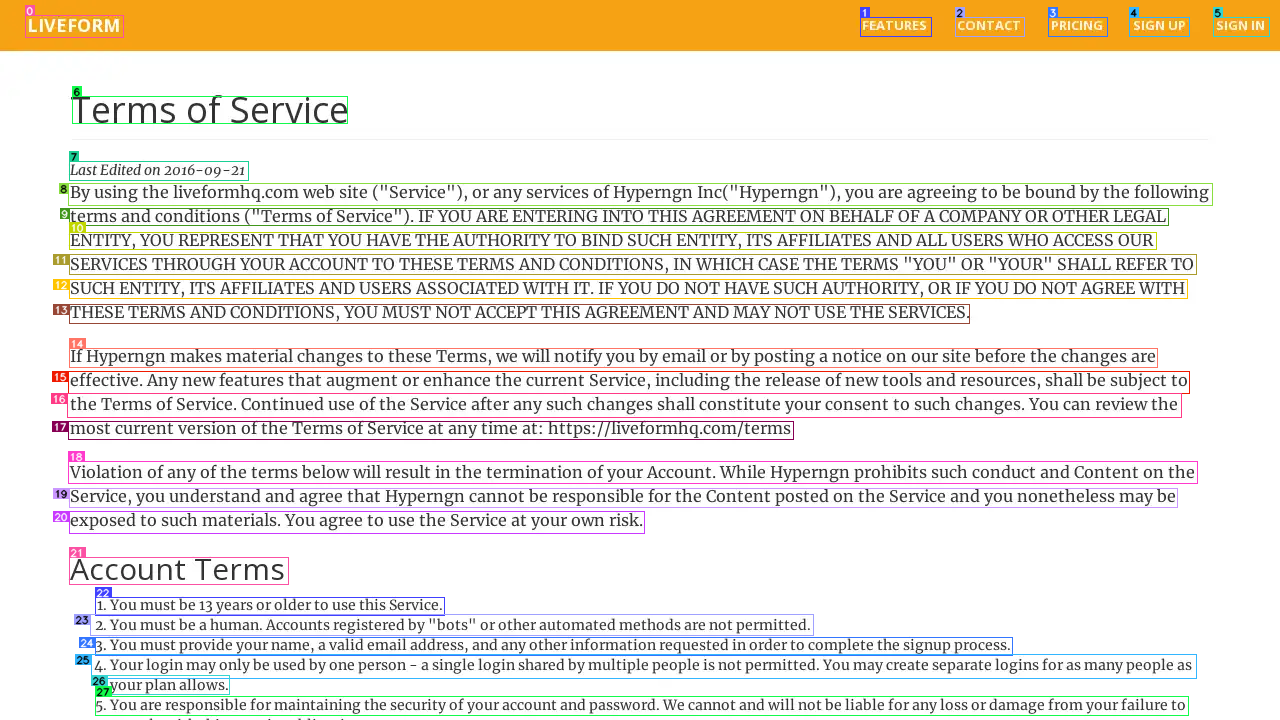 LIVEFORM
FEATURES
CONTACT
PRICING
SIGN UP
SIGN IN
Terms of Service
Last Edited on 2016-09-21
By using the liveformhq.com web site ("Service"), or any services of Hyperngn Inc("Hyperngn"), you are agreeing to be bound by the following
terms and conditions ("Terms of Service"). IF YOU ARE ENTERING INTO THIS AGREEMENT ON BEHALF OF A COMPANY OR OTHER LEGAL
ENTITY, YOU REPRESENT THAT YOU HAVE THE AUTHORITY TO BIND SUCH ENTITY, ITS AFFILIATES AND ALL USERS WHO ACCESS OUR
SERVICES THROUGH YOUR ACCOUNT TO THESE TERMS AND CONDITIONS, IN WHICH CASE THE TERMS "YOU" OR "YOUR" SHALL REFER TO
SUCH ENTITY, ITS AFFILIATES AND USERS ASSOCIATED WITH IT. IF YOU DO NOT HAVE SUCH AUTHORITY, OR IF YOU DO NOT AGREE WITH
THESE TERMS AND CONDITIONS, YOU MUST NOT ACCEPT THIS AGREEMENT AND MAY NOT USE THE SERVICES.
If Hyperngn makes material changes to these Terms, we will notify you by email or by posting a notice on our site before the changes are
effective. Any new features that augment or enhance the current Service, including the release of new tools and resources, shall be subject to
the Terms of Service. Continued use of the Service after any such changes shall constitute your consent to such changes. You can review the
most current version of the Terms of Service at any time at: https://liveformhq.com/terms
Violation of any of the terms below will result in the termination of your Account. While Hyperngn prohibits such conduct and Content on the
Service, you understand and agree that Hyperngn cannot be responsible for the Content posted on the Service and you nonetheless may be
exposed to such materials. You agree to use the Service at your own risk.
Account Terms
1. You must be 13 years or older to use this Service.
2. You must be a human. Accounts registered by "bots" or other automated methods are not permitted.
3. You must provide your name, a valid email address, and any other information requested in order to complete the signup process.
4. Your login may only be used by one person - a single login shared by multiple people is not permitted. You may create separate logins for as many people as
your plan allows.
5. You are responsible for maintaining the security of your account and password. We cannot and will not be liable for any loss or damage from your failure to